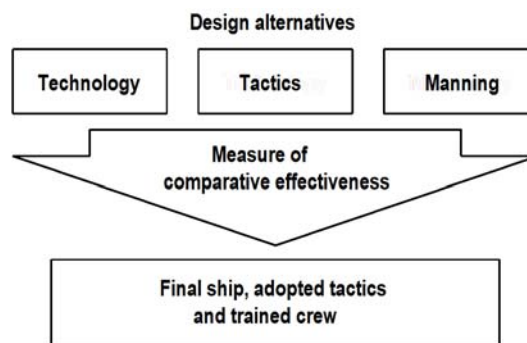 Design alternatives
Technology
Tactics
Manning
Measure of
comparative effectiveness
Final ship, adopted tactics
and trained crew